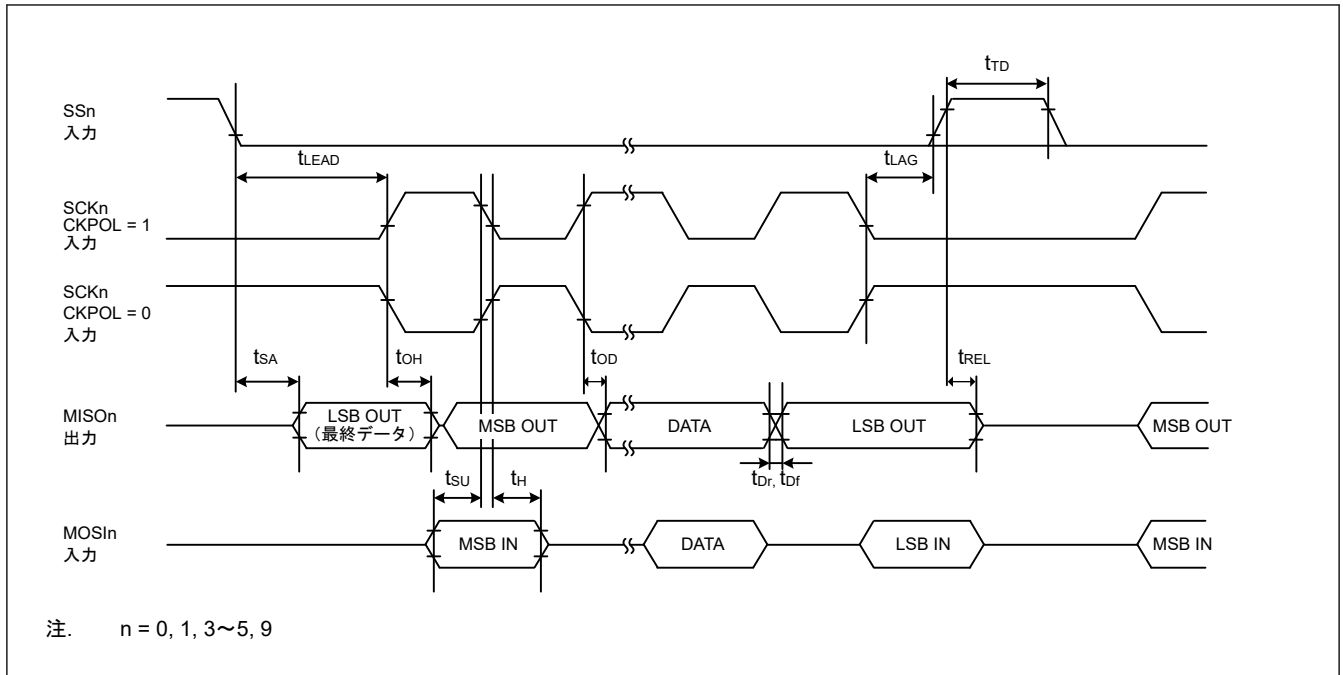 tTD
SSn
入力
tLEAD
tLAG
SCKn
CKPOL = 1
入力
SCKn
CKPOL = 0
入力
tSA
tOH
tOD
tREL
MISOn
出力
LSB OUT
（最終データ）
MSB OUT
DATA
LSB OUT
MSB OUT
tSU
tH
tDr, tDf
MOSIn
入力
MSB IN
DATA
LSB IN
MSB IN
注. n = 0, 1, 3～5, 9